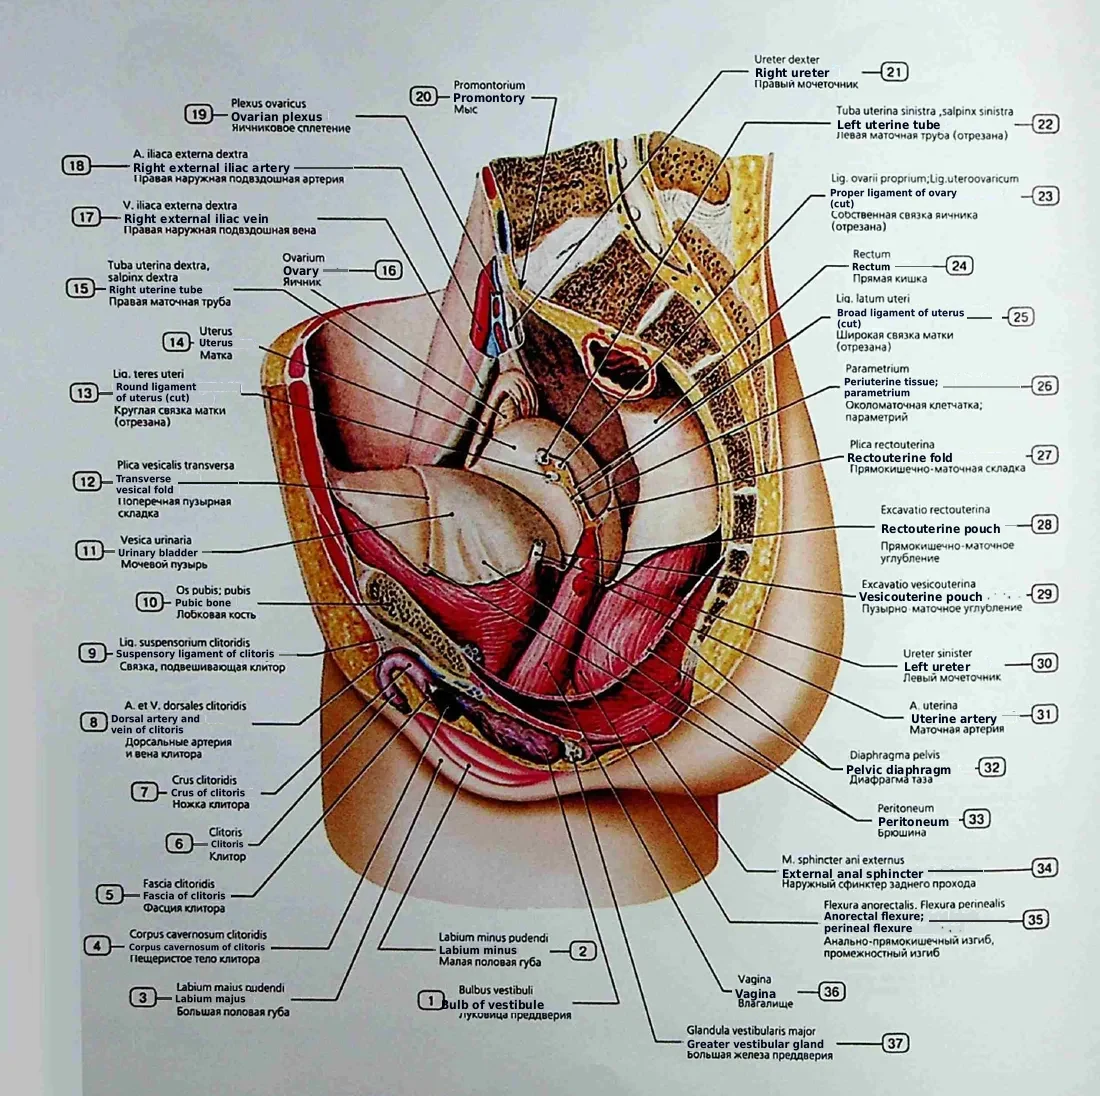 Ureter dexter
Right ureter
21
Правый мочеточник
Promontorium
20
Promontory
Мыс
Plexus ovaricus
19
Ovarian plexus
Яичниковое сплетение
Tuba uterina sinistra ,salpinx sinistra
Left uterine tube
22
Левая маточная труба (отрезана)
A. iliaca externa dextra
18
Right external iliac artery
Правая наружная подвздошная артерия
Lig. ovarii proprium;Lig.uteroovaricum
Proper ligament of ovary
(cut)
23
Собственная связка яичника
(отрезана)
V. iliaca externa dextra
17
Right external iliac vein
Правая наружная подвздошная вена
Ovarium
Ovary
16
Яичник
Rectum
Rectum
24
Прямая кишка
Tuba uterina dextra,
salpinx dextra
15
Right uterine tube
Правая маточная труба
Lig. latum uteri
Broad ligament of uterus
(cut)
25
Широкая связка матки
(отрезана)
Uterus
14
Uterus
Матка
Lig. teres uteri
13
Round ligament
of uterus (cut)
Круглая связка матки
(отрезана)
Parametrium
Periuterine tissue;
parametrium
26
Околоматочная клетчатка;
параметрий
Plica rectouterina
Rectouterine fold
27
Прямокишечно-маточная складка
Plica vesicalis transversa
12
Transverse
vesical fold
Поперечная пузырная
складка
Excavatio rectouterina
Rectouterine pouch
28
Прямокишечно-маточное
углубление
Vesica urinaria
11
Urinary bladder
Мочевой пузырь
Excavatio vesicouterina
Vesicouterine pouch
29
Пузырно-маточное углубление
Os pubis; pubis
10
Pubic bone
Лобковая кость
Lig. suspensorium clitoridis
9
Suspensory ligament of clitoris
Связка, подвешивающая клитор
Ureter sinister
Left ureter
30
Левый мочеточник
A. et V. dorsales clitoridis
8
Dorsal artery and
vein of clitoris
Дорсальные артерия
и вена клитора
A. uterina
Uterine artery
31
Маточная артерия
Diaphragma pelvis
Pelvic diaphragm
32
Диафрагма таза
Crus clitoridis
7
Crus of clitoris
Ножка клитора
Peritoneum
Peritoneum
33
Брюшина
Clitoris
6
Clitoris
Клитор
M. sphincter ani externus
External anal sphincter
34
Наружный сфинктер заднего прохода
Fascia clitoridis
5
Fascia of clitoris
Фасция клитора
Flexura anorectalis. Flexura perinealis
Anorectal flexure;
perineal flexure
35
Анально-прямокишечный изгиб,
промежностный изгиб
Corpus cavernosum clitoridis
4
Corpus cavernosum of clitoris
Пещеристое тело клитора
Labium minus pudendi
Labium minus
2
Малая половая губа
Labium maius pudendi
3
Labium majus
Большая половая губа
Bulbus vestibuli
1
Bulb of vestibule
Луковица преддверия
Vagina
Vagina
36
Влагалище
Glandula vestibularis major
Greater vestibular gland
37
Большая железа преддверия